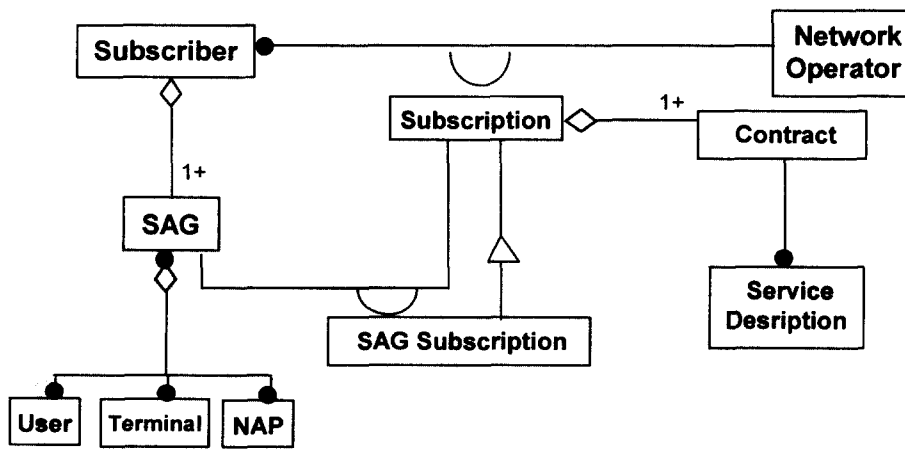 Subscriber
Network
Operator
Subscription
1+
Contract
1+
SAG
Service
Desription
SAG Subscription
User
Terminal
NAP